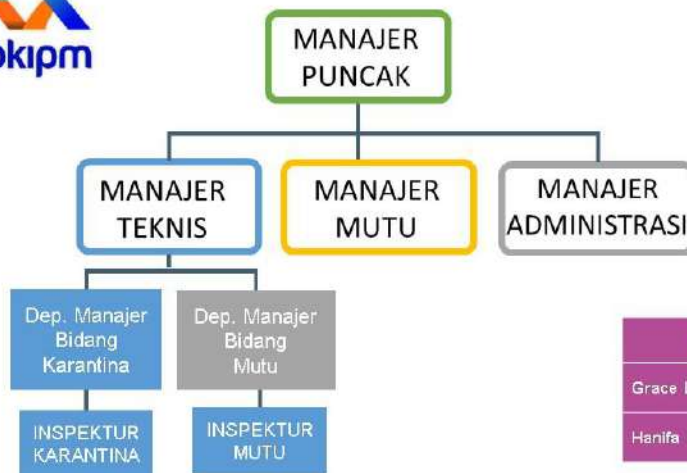 bkipm
MANAJER
PUNCAK
MANAJER
TEKNIS
MANAJER
MUTU
MANAJER
ADMINISTRASI
Dep. Manajer
Bidang
Karantina
Dep. Manajer
Bidang
Mutu
INSPEKTUR
KARANTINA
INSPEKTUR
MUTU
Grace
Hanifa